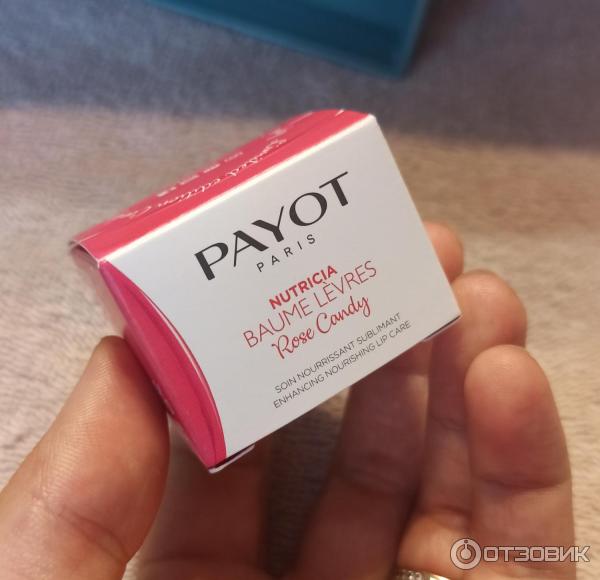 PAYOT
PARIS
NUTRICIA
BAUME LÈVRES
Rose Candy
SOIN NOURRISSANT SUBLIMANT
ENHANCING NOURISHING LIP CARE
ОТЗОВИК